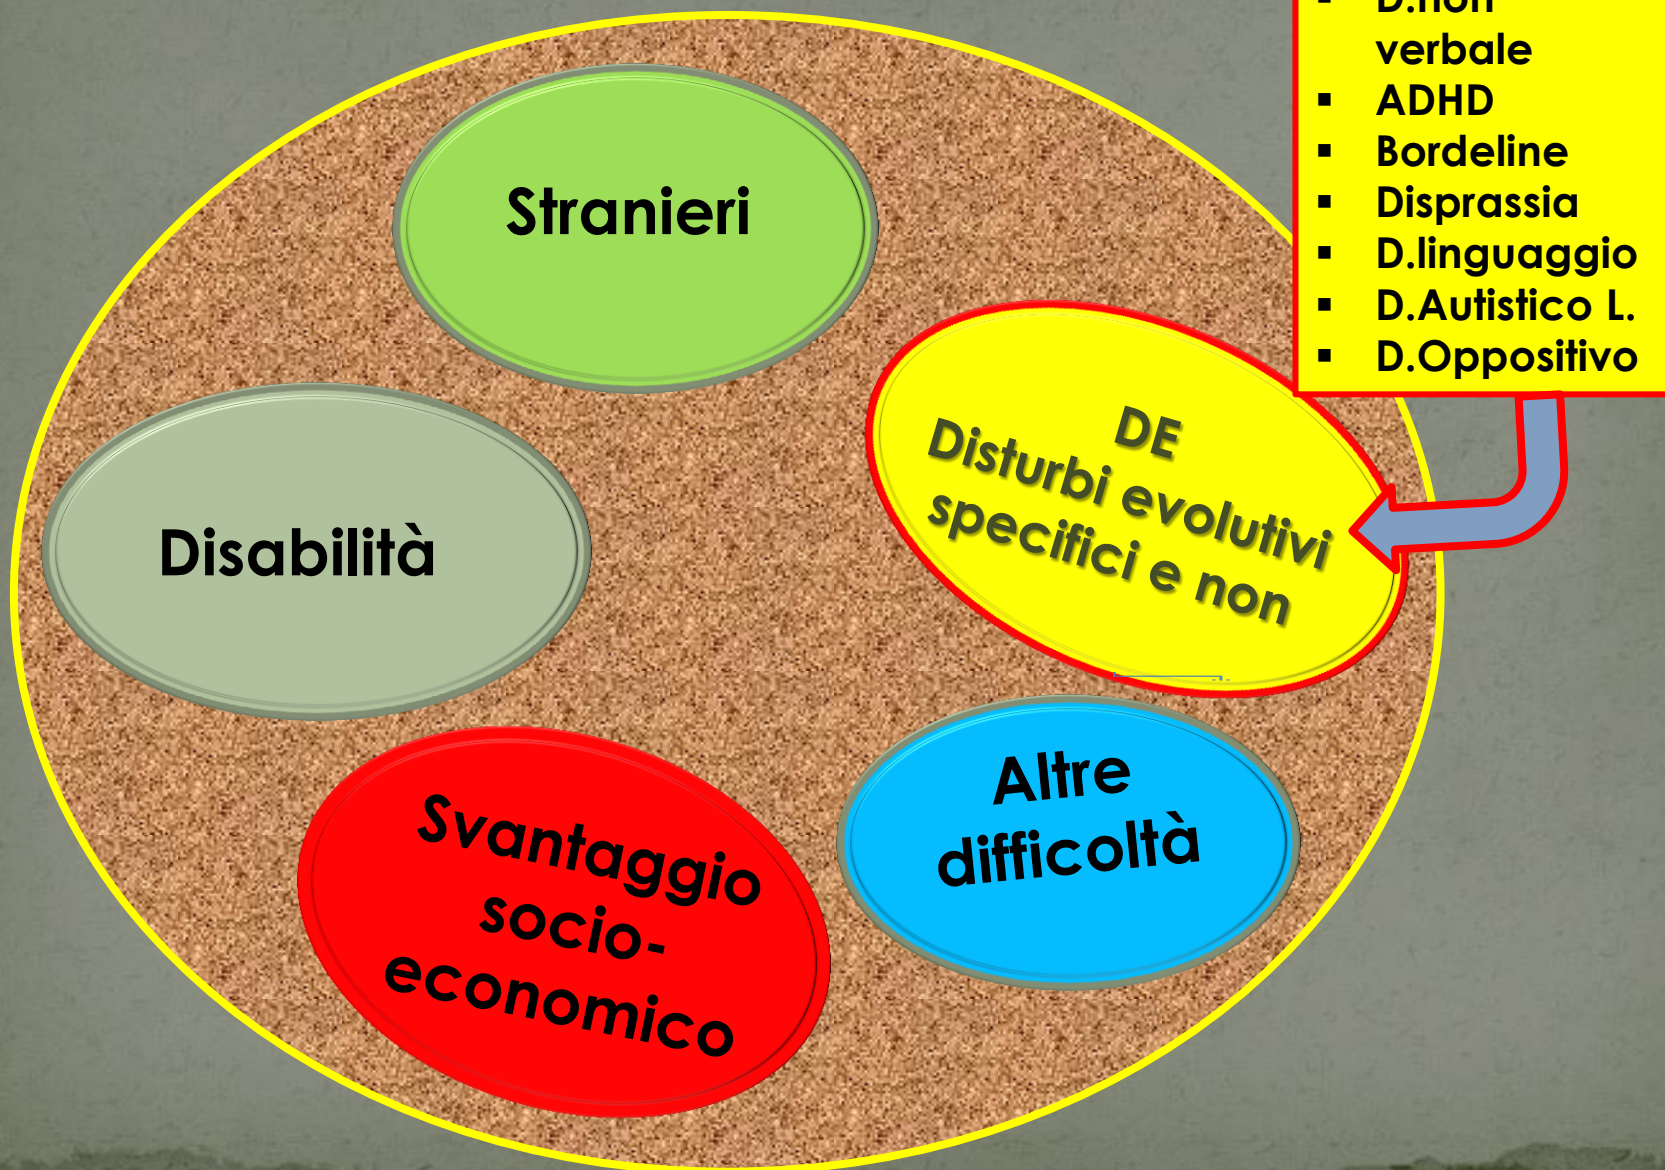 D.non
verbale
ADHD
Bordeline
Disprassia
D.linguaggio
D.Autistico L.
D.Oppositivo
Stranieri
DE
Disturbi evolutivi
specifici e non
Disabilità
Altre
difficoltà
Svantaggio
socio-
economico